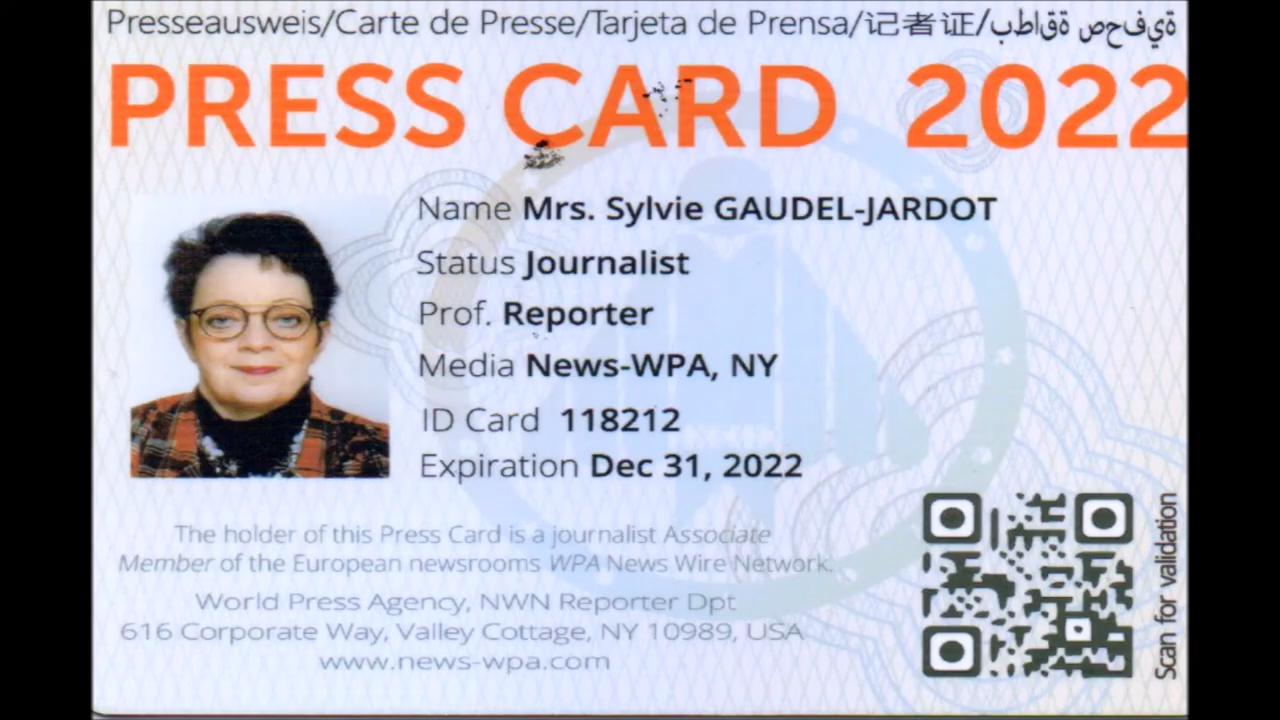 Presseausweis/Carte de Presse/Tarjeta de Prensa/记者证/بطاقة صحفية
PRESS CARD 2022
Name Mrs. Sylvie GAUDEL-JARDOT
Status Journalist
Prof. Reporter
Media News-WPA, NY
ID Card 118212
Expiration Dec 31, 2022
The holder of this Press Card is a journalist Associate
Member of the European newsrooms WPA News Wire Network.
World Press Agency, NWN Reporter Dpt
616 Corporate Way, Valley Cottage, NY 10989, USA
www.news-wpa.com
Scan for validation